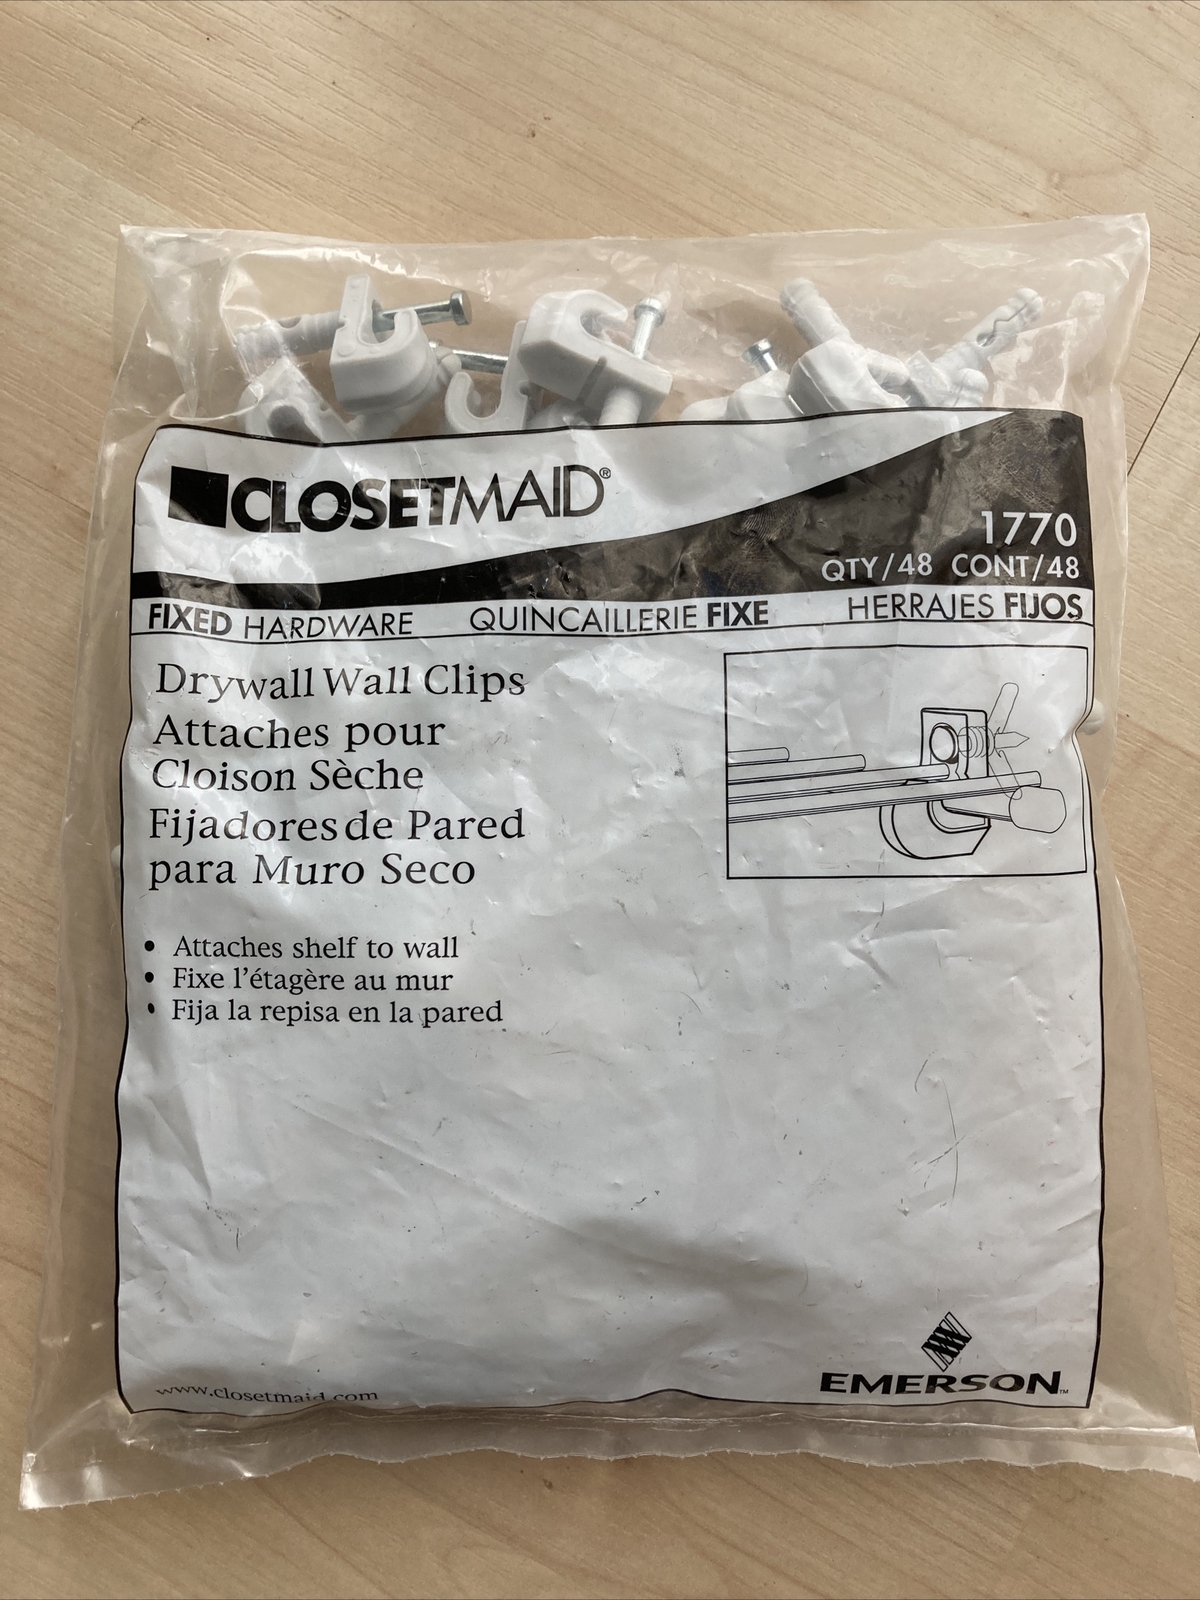 CLOSETMAID®
1770
QTY/48 CONT/48
FIXED HARDWARE QUINCAILLERIE FIXE HERRAJES FIJOS
Drywall Wall Clips
Attaches pour
Cloison Sèche
Fijadores de Pared
para Muro Seco
• Attaches shelf to wall
• Fixe l'étagère au mur
• Fija la repisa en la pared
www.closetmaid.com
EMERSON™